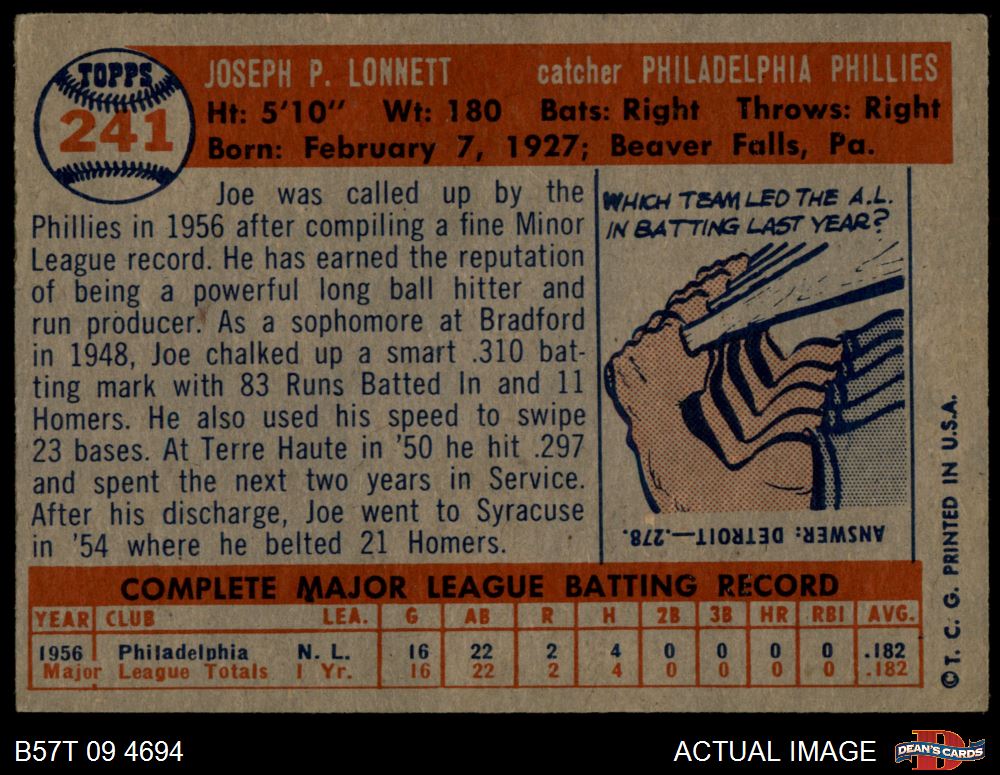 TOPPS
241
JOSEPH P. LONNETT catcher PHILADELPHIA PHILLIES
Ht: 5'10" Wt: 180 Bats: Right Throws: Right
Born: February 7, 1927; Beaver Falls, Pa.
Joe was called up by the
Phillies in 1956 after compiling a fine Minor
League record. He has earned the reputation
of being a powerful long ball hitter and
run producer. As a sophomore at Bradford
in 1948, Joe chalked up a smart .310 bat-
ting mark with 83 Runs Batted In and 11
Homers. He also used his speed to swipe
23 bases. At Terre Haute in '50 he hit .297
and spent the next two years in Service.
After his discharge, Joe went to Syracuse
in '54 where he belted 21 Homers.
WHICH TEAM LED THE A.L.
IN BATTING LAST YEAR?
ANSWER: DETROIT—.278.
COMPLETE MAJOR LEAGUE BATTING RECORD
YEAR CLUB LEA. G AB R H 2B 3B HR RBI AVG.
1956 Philadelphia N. L. 16 22 2 4 0 0 0 0 .182
Major League Totals 1 Yr. 16 22 2 4 0 0 0 0 .182
©T. C. G. PRINTED IN U.S.A.
B57T 09 4694
ACTUAL IMAGE
DEAN'S CARDS